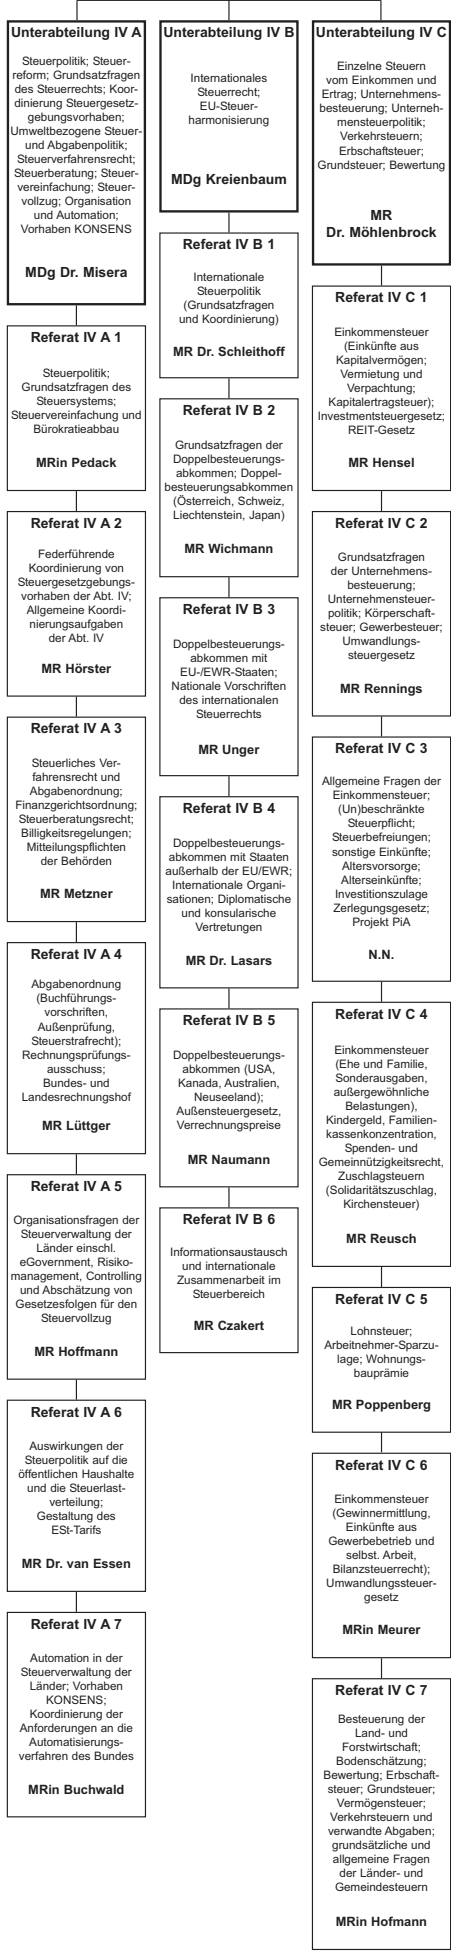 Unterabteilung IV A
Steuerpolitik; Steuer-
reform; Grundsatzfragen
des Steuerrechts; Koor-
dinierung Steuergesetz-
gebungsvorhaben;
Umweltbezogene Steuer-
und Abgabenpolitik;
Steuerverfahrensrecht;
Steuerberatung; Steuer-
vereinfachung; Steuer-
vollzug; Organisation
und Automation;
Vorhaben KONSENS
MDg Dr. Misera
Referat IV A 1
Steuerpolitik;
Grundsatzfragen des
Steuersystems;
Steuervereinfachung und
Bürokratieabbau
MRin Pedack
Referat IV A 2
Federführende
Koordinierung von
Steuergesetzgebungs-
vorhaben der Abt. IV;
Allgemeine Koordi-
nierungsaufgaben
der Abt. IV
MR Hörster
Referat IV A 3
Steuerliches Ver-
fahrensrecht und
Abgabenordnung;
Finanzgerichtsordnung;
Steuerberatungsrecht;
Billigkeitsregelungen;
Mitteilungspflichten
der Behörden
MR Metzner
Referat IV A 4
Abgabenordnung
(Buchführungs-
vorschriften,
Außenprüfung,
Steuerstrafrecht);
Rechnungsprüfungs-
ausschuss;
Bundes- und
Landesrechnungshof
MR Lüttger
Referat IV A 5
Organisationsfragen der
Steuerverwaltung der
Länder einschl.
eGovernment, Risiko-
management, Controlling
und Abschätzung von
Gesetzesfolgen für den
Steuervollzug
MR Hoffmann
Referat IV A 6
Auswirkungen der
Steuerpolitik auf die
öffentlichen Haushalte
und die Steuerlast-
verteilung;
Gestaltung des
ESt-Tarifs
MR Dr. van Essen
Referat IV A 7
Automation in der
Steuerverwaltung der
Länder; Vorhaben
KONSENS;
Koordinierung der
Anforderungen an die
Automatisierungs-
verfahren des Bundes
MRin Buchwald
Unterabteilung IV B
Internationales
Steuerrecht;
EU-Steuer-
harmonisierung
MDg Kreienbaum
Referat IV B 1
Internationale
Steuerpolitik
(Grundsatzfragen
und Koordinierung)
MR Dr. Schleithoff
Referat IV B 2
Grundsatzfragen der
Doppelbesteuerungs-
abkommen; Doppel-
besteuerungsabkommen
(Österreich, Schweiz,
Liechtenstein, Japan)
MR Wichmann
Referat IV B 3
Doppelbesteuerungs-
abkommen mit
EU-/EWR-Staaten;
Nationale Vorschriften
des internationalen
Steuerrechts
MR Unger
Referat IV B 4
Doppelbesteuerungs-
abkommen mit Staaten
außerhalb der EU/EWR;
Internationale Organi-
sationen; Diplomatische
und konsularische
Vertretungen
MR Dr. Lasars
Referat IV B 5
Doppelbesteuerungs-
abkommen (USA,
Kanada, Australien,
Neuseeland);
Außensteuergesetz,
Verrechnungspreise
MR Naumann
Referat IV B 6
Informationsaustausch
und internationale
Zusammenarbeit im
Steuerbereich
MR Czakert
Unterabteilung IV C
Einzelne Steuern
vom Einkommen und
Ertrag; Unternehmens-
besteuerung; Unterneh-
mensteuerpolitik;
Verkehrsteuern;
Erbschaftsteuer;
Grundsteuer; Bewertung
MR
Dr. Möhlenbrock
Referat IV C 1
Einkommensteuer
(Einkünfte aus
Kapitalvermögen;
Vermietung und
Verpachtung;
Kapitalertragsteuer);
Investmentsteuergesetz;
REIT-Gesetz
MR Hensel
Referat IV C 2
Grundsatzfragen
der Unternehmens-
besteuerung;
Unternehmensteuer-
politik; Körperschaft-
steuer; Gewerbesteuer;
Umwandlungs-
steuergesetz
MR Rennings
Referat IV C 3
Allgemeine Fragen der
Einkommensteuer;
(Un)beschränkte
Steuerpflicht;
Steuerbefreiungen;
sonstige Einkünfte;
Altersvorsorge;
Alterseinkünfte;
Investitionszulage
Zerlegungsgesetz;
Projekt PiA
N.N.
Referat IV C 4
Einkommensteuer
(Ehe und Familie,
Sonderausgaben,
außergewöhnliche
Belastungen),
Kindergeld, Familien-
kassenkonzentration,
Spenden- und
Gemeinnützigkeitsrecht,
Zuschlagsteuern
(Solidaritätszuschlag,
Kirchensteuer)
MR Reusch
Referat IV C 5
Lohnsteuer;
Arbeitnehmer-Sparzu-
lage; Wohnungs-
bauprämie
MR Poppenberg
Referat IV C 6
Einkommensteuer
(Gewinnermittlung,
Einkünfte aus
Gewerbebetrieb und
selbst. Arbeit,
Bilanzsteuerrecht);
Umwandlungssteuer-
gesetz
MRin Meurer
Referat IV C 7
Besteuerung der
Land- und
Forstwirtschaft;
Bodenschätzung;
Bewertung; Erbschaft-
steuer; Grundsteuer;
Vermögensteuer;
Verkehrsteuern und
verwandte Abgaben;
grundsätzliche und
allgemeine Fragen
der Länder- und
Gemeindesteuern
MRin Hofmann